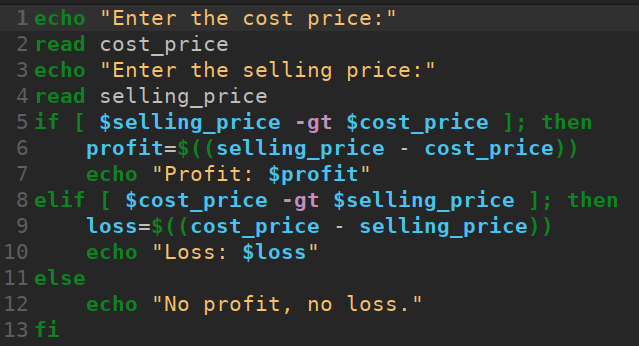 1 echo "Enter the cost price:"
2 read cost_price
3 echo "Enter the selling price:"
4 read selling_price
5 if [ $selling_price -gt $cost_price ]; then
6     profit=$((selling_price - cost_price))
7     echo "Profit: $profit"
8 elif [ $cost_price -gt $selling_price ]; then
9     loss=$((cost_price - selling_price))
10     echo "Loss: $loss"
11 else
12     echo "No profit, no loss."
13 fi